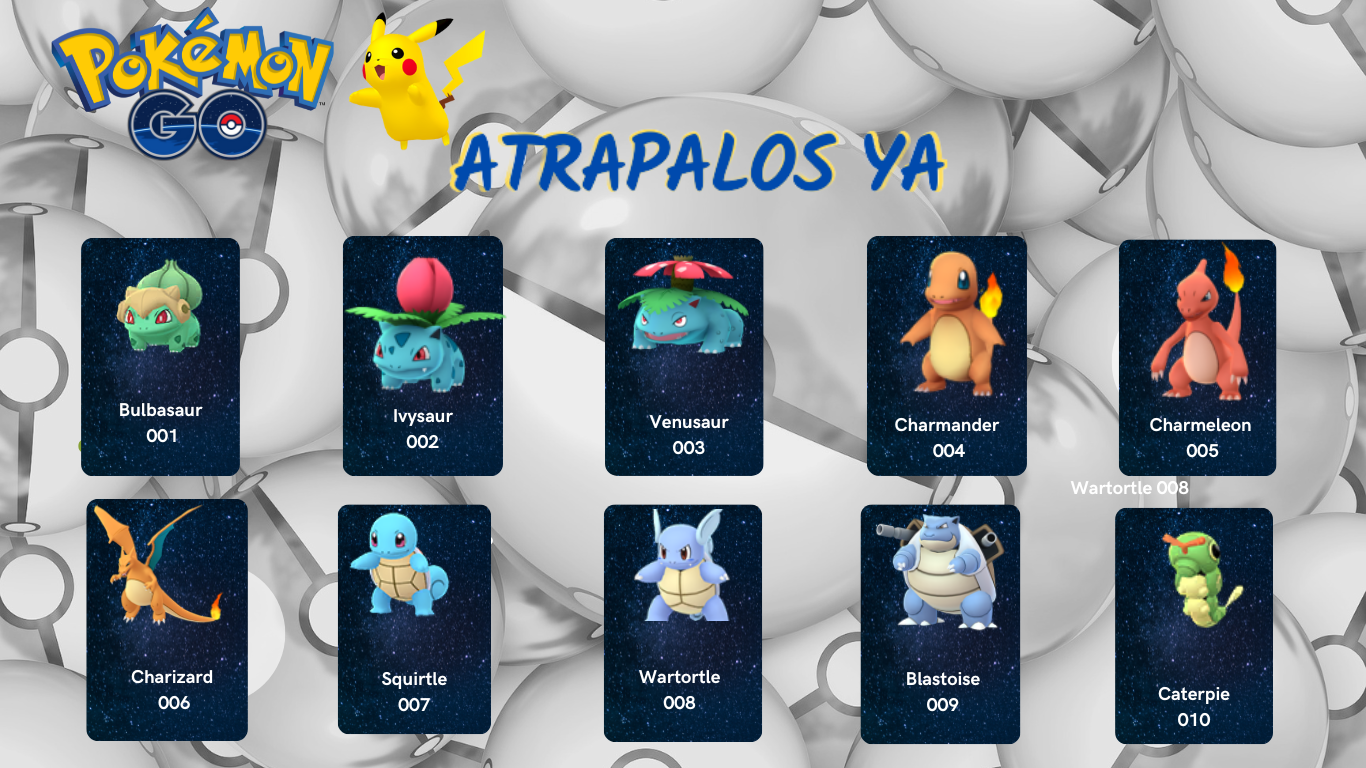 POKéMON
GO
ATRAPALOS YA
Bulbasaur
001
Ivysaur
002
Venusaur
003
Charmander
004
Charmeleon
005
Wartortle 008
Charizard
006
Squirtle
007
Wartortle
008
Blastoise
009
Caterpie
010